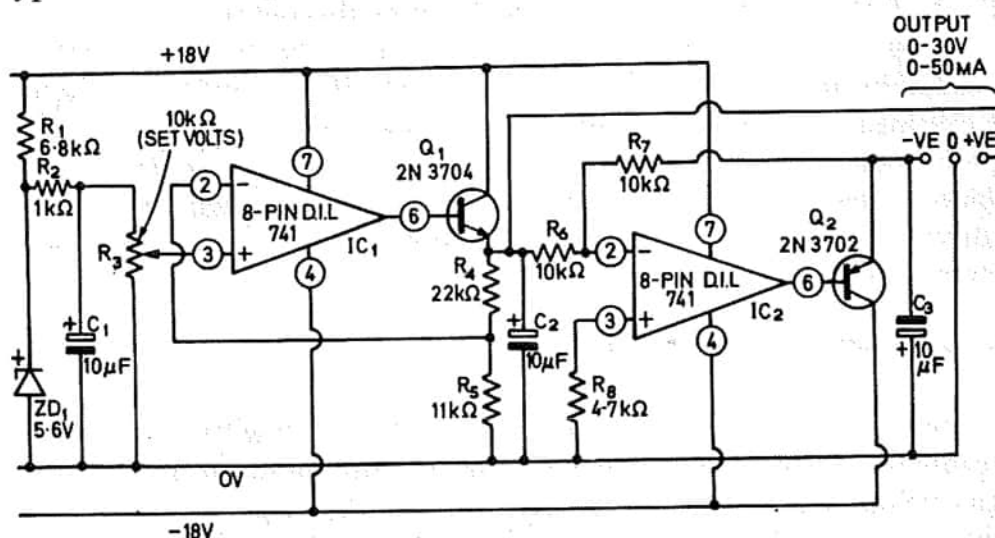 OUTPUT
0-30V
0-50MA
+18V
10kΩ
(SET VOLTS)
R1
6·8kΩ
R2
1kΩ
7
Q1
2N 3704
R7
10kΩ
-VE 0 +VE
2
-
8-PIN D.I.L
741
6
IC1
R3
3
+
4
R6
10kΩ
7
2
-
8-PIN D.I.L
741
6
IC2
Q2
2N 3702
R4
22kΩ
3
+
4
+
C1
10µF
+
C2
10µF
C3
+
10
µF
+
ZD1
5·6V
R5
11kΩ
R8
4·7kΩ
0V
-18V